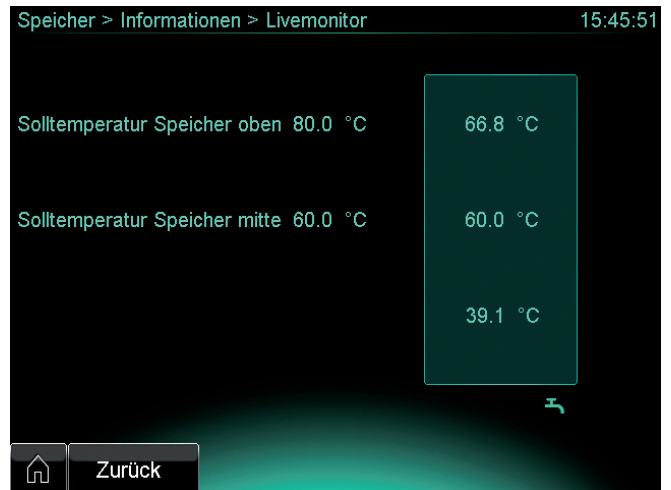 Speicher > Informationen > Livemonitor 15:45:51
Solltemperatur Speicher oben 80.0 °C 66.8 °C
Solltemperatur Speicher mitte 60.0 °C 60.0 °C
39.1 °C
Zurück